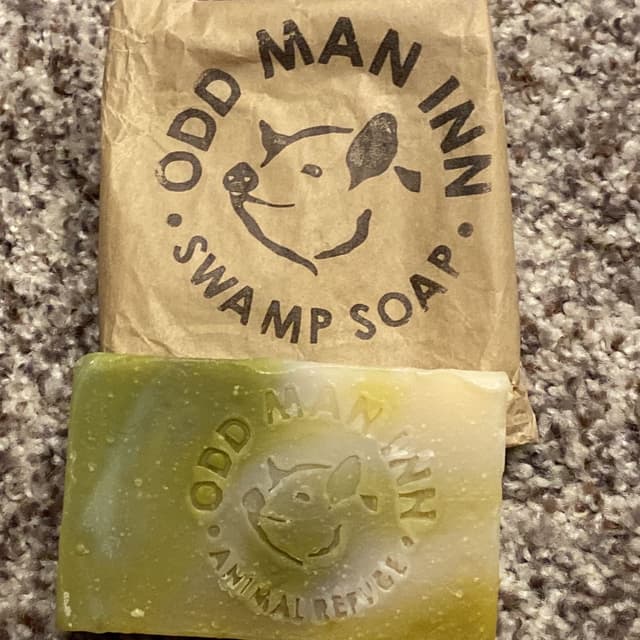 ODD MAN INN
SWAMP SOAP
ODD MAN INN
ANIMAL REFUGE